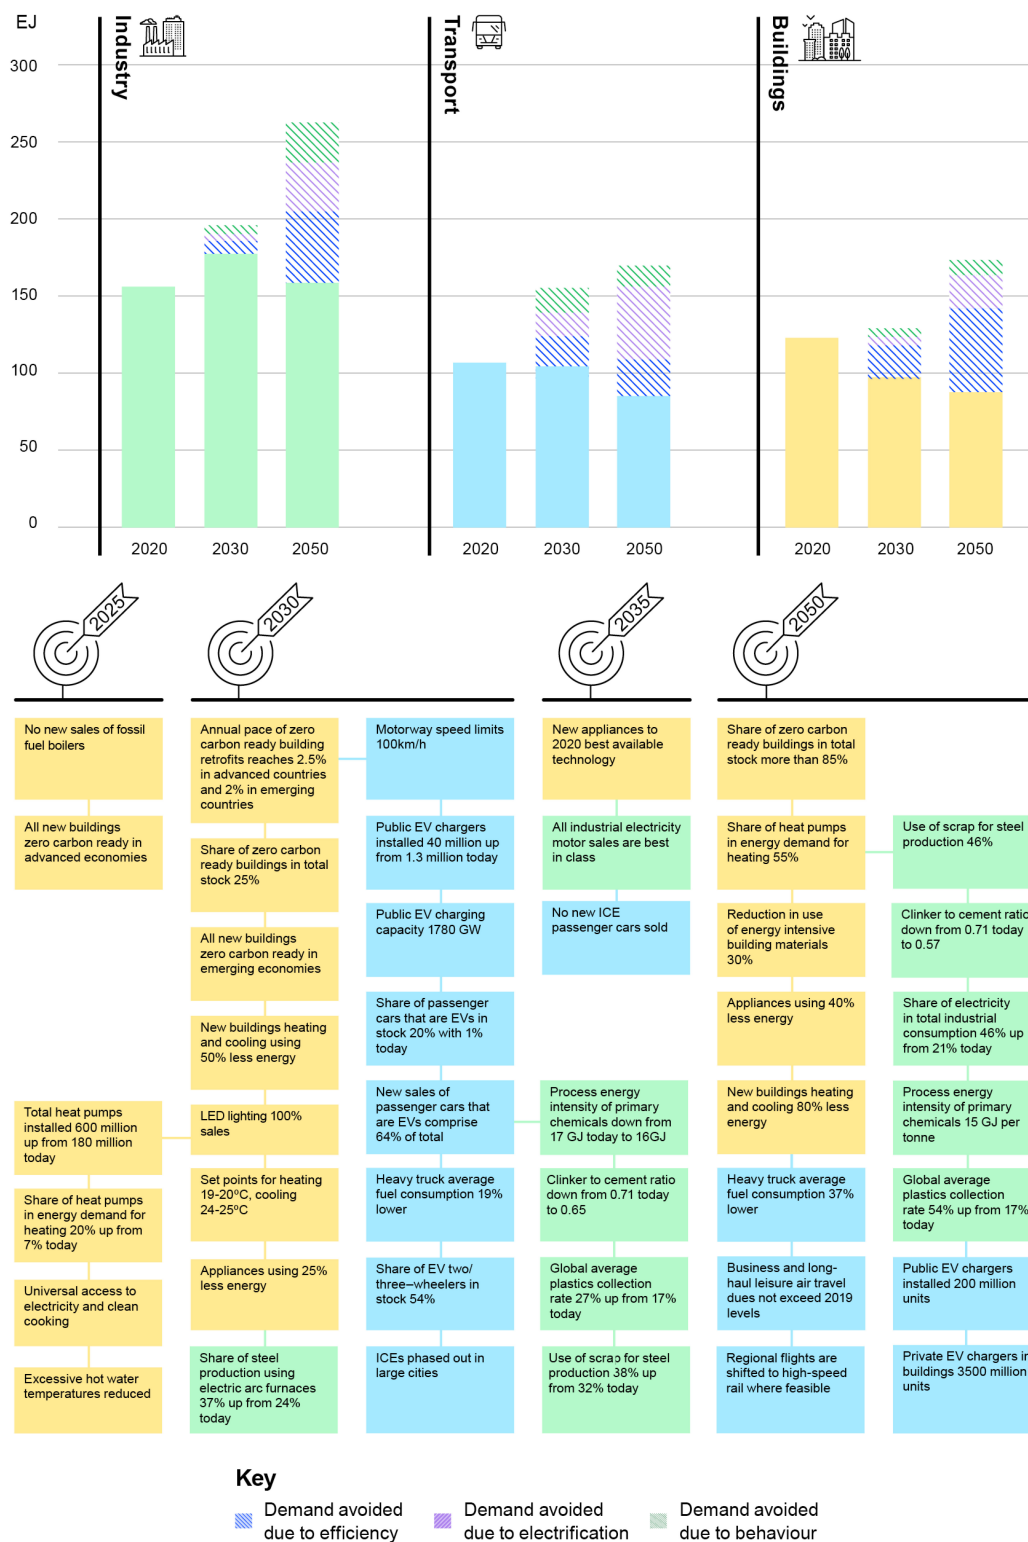 EJ
Industry
Transport
Buildings
300
250
200
150
100
50
0
2020
2030
2050
2020
2030
2050
2020
2030
2050
2025
2030
2035
2050
No new sales of fossil
fuel boilers
All new buildings
zero carbon ready in
advanced economies
Total heat pumps
installed 600 million
up from 180 million
today
Share of heat pumps
in energy demand for
heating 20% up from
7% today
Universal access to
electricity and clean
cooking
Excessive hot water
temperatures reduced
Annual pace of zero
carbon ready building
retrofits reaches 2.5%
in advanced countries
and 2% in emerging
countries
Share of zero carbon
ready buildings in total
stock 25%
All new buildings
zero carbon ready in
emerging economies
New buildings heating
and cooling using
50% less energy
LED lighting 100%
sales
Set points for heating
19-20ºC, cooling
24-25ºC
Appliances using 25%
less energy
Share of steel
production using
electric arc furnaces
37% up from 24%
today
Motorway speed limits
100km/h
Public EV chargers
installed 40 million up
from 1.3 million today
Public EV charging
capacity 1780 GW
Share of passenger
cars that are EVs in
stock 20% with 1%
today
New sales of
passenger cars that
are EVs comprise
64% of total
Heavy truck average
fuel consumption 19%
lower
Share of EV two/
three–wheelers in
stock 54%
ICEs phased out in
large cities
New appliances to
2020 best available
technology
All industrial electricity
motor sales are best
in class
No new ICE
passenger cars sold
Process energy
intensity of primary
chemicals down from
17 GJ today to 16GJ
Clinker to cement ratio
down from 0.71 today
to 0.65
Global average
plastics collection
rate 27% up from 17%
today
Use of scrap for steel
production 38% up
from 32% today
Share of zero carbon
ready buildings in total
stock more than 85%
Share of heat pumps
in energy demand for
heating 55%
Reduction in use
of energy intensive
building materials
30%
Appliances using 40%
less energy
New buildings heating
and cooling 80% less
energy
Heavy truck average
fuel consumption 37%
lower
Business and long-
haul leisure air travel
dues not exceed 2019
levels
Regional flights are
shifted to high-speed
rail where feasible
Use of scrap for steel
production 46%
Clinker to cement ratio
down from 0.71 today
to 0.57
Share of electricity
in total industrial
consumption 46% up
from 21% today
Process energy
intensity of primary
chemicals 15 GJ per
tonne
Global average
plastics collection
rate 54% up from 17%
today
Public EV chargers
installed 200 million
units
Private EV chargers in
buildings 3500 million
units
Key
Demand avoided
due to efficiency
Demand avoided
due to electrification
Demand avoided
due to behaviour